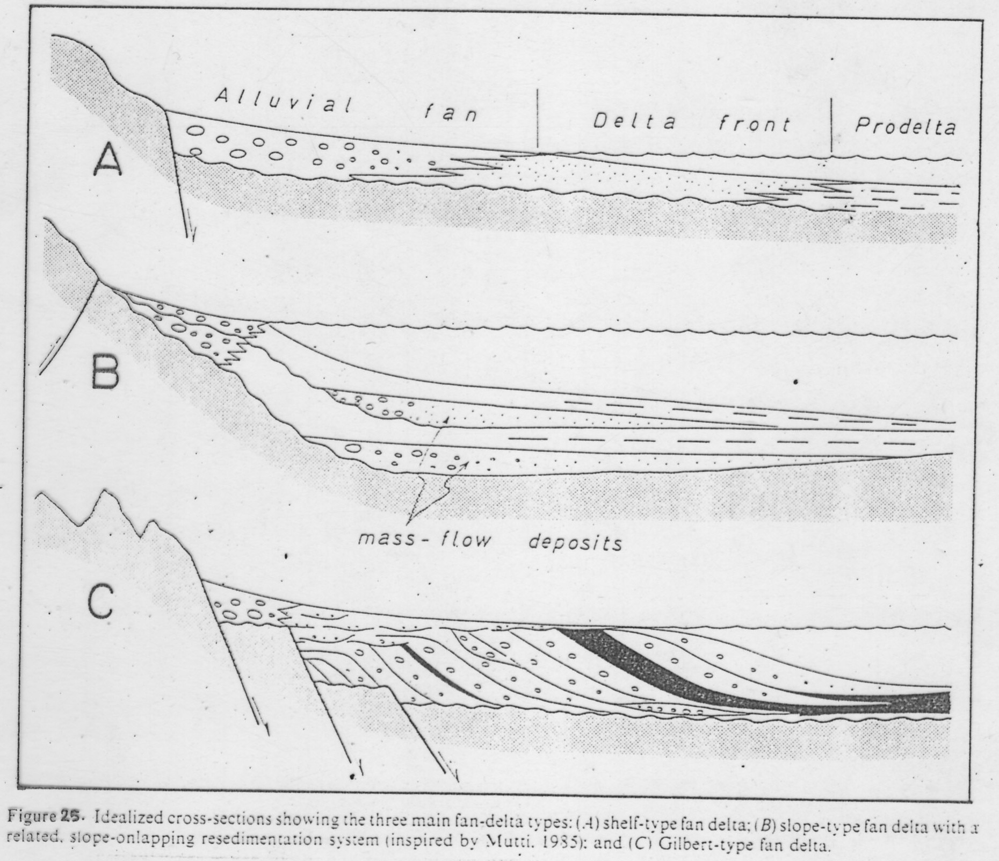 Alluvial fan
Delta front
Prodelta
A
B
mass-flow deposits
C
Figure 25. Idealized cross-sections showing the three main fan-delta types: (A) shelf-type fan delta; (B) slope-type fan delta with a
related, slope-onlapping resedimentation system (inspired by Mutti, 1985); and (C) Gilbert-type fan delta.